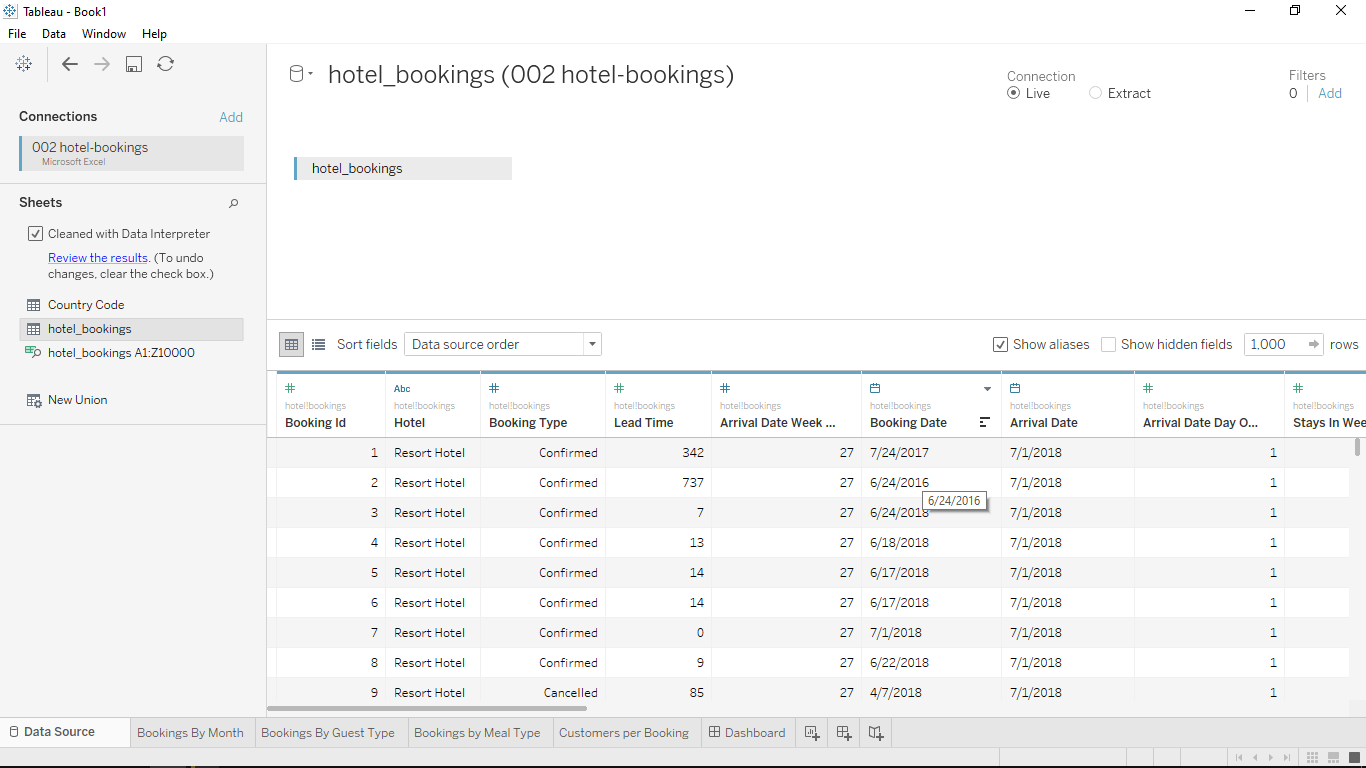 Tableau - Book1
File Data Window Help
hotel_bookings (002 hotel-bookings)
Connection
Live Extract
Filters
0 Add
Connections Add
002 hotel-bookings
Microsoft Excel
hotel_bookings
Sheets
Cleaned with Data Interpreter
Review the results. (To undo
changes, clear the check box.)
Country Code
hotel_bookings
hotel_bookings A1:Z10000
New Union
Sort fields Data source order Show aliases Show hidden fields 1,000 rows
# Abc # # # # #
hotel!bookings hotel!bookings hotel!bookings hotel!bookings hotel!bookings hotel!bookings hotel!bookings hotel!bookings hotel!bookings
Booking Id Hotel Booking Type Lead Time Arrival Date Week ... Booking Date Arrival Date Arrival Date Day O... Stays In Wee
1 Resort Hotel Confirmed 342 27 7/24/2017 7/1/2018 1
2 Resort Hotel Confirmed 737 27 6/24/2016 7/1/2018 1
6/24/2016
3 Resort Hotel Confirmed 7 27 6/24/2018 7/1/2018 1
4 Resort Hotel Confirmed 13 27 6/18/2018 7/1/2018 1
5 Resort Hotel Confirmed 14 27 6/17/2018 7/1/2018 1
6 Resort Hotel Confirmed 14 27 6/17/2018 7/1/2018 1
7 Resort Hotel Confirmed 0 27 7/1/2018 7/1/2018 1
8 Resort Hotel Confirmed 9 27 6/22/2018 7/1/2018 1
9 Resort Hotel Cancelled 85 27 4/7/2018 7/1/2018 1
Data Source Bookings By Month Bookings By Guest Type Bookings by Meal Type Customers per Booking Dashboard